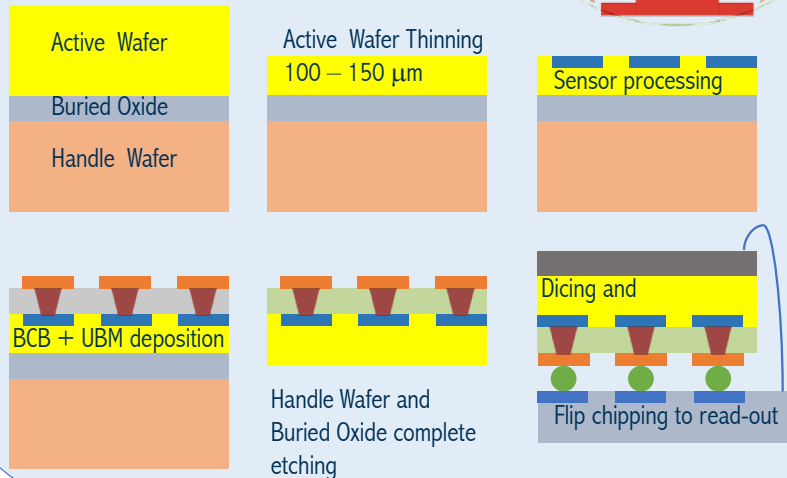 Active Wafer
Buried Oxide
Handle Wafer
Active Wafer Thinning
100 – 150 μm
Sensor processing
BCB + UBM deposition
Handle Wafer and
Buried Oxide complete
etching
Dicing and
Flip chipping to read-out